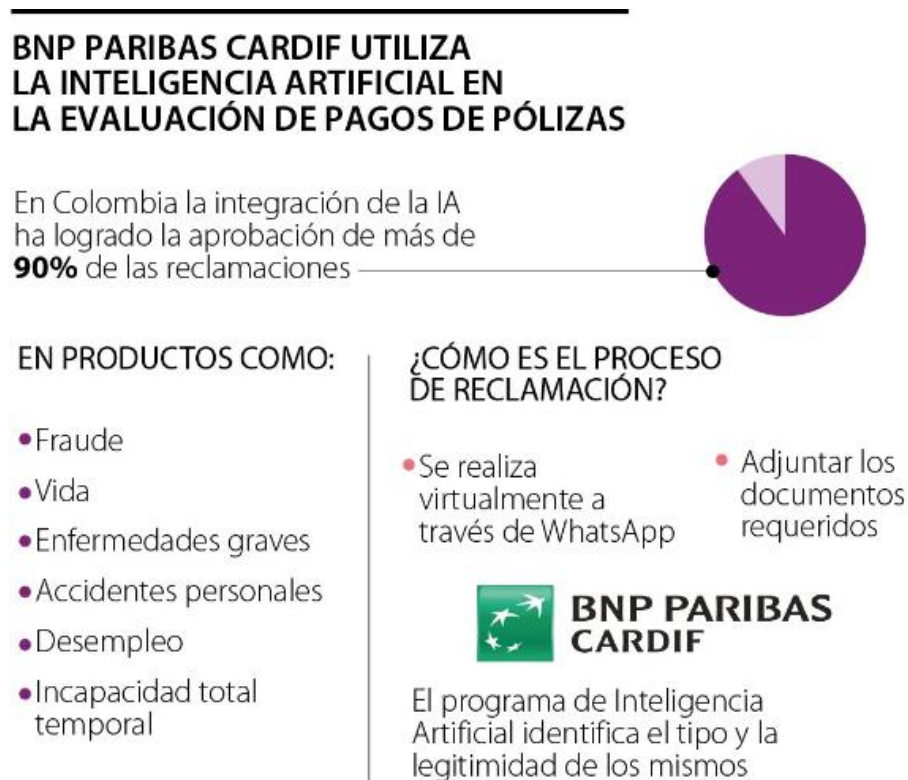 BNP PARIBAS CARDIF UTILIZA
LA INTELIGENCIA ARTIFICIAL EN
LA EVALUACIÓN DE PAGOS DE PÓLIZAS
En Colombia la integración de la IA
ha logrado la aprobación de más de
90% de las reclamaciones
EN PRODUCTOS COMO:
•Fraude
•Vida
•Enfermedades graves
•Accidentes personales
•Desempleo
•Incapacidad total
temporal
¿CÓMO ES EL PROCESO
DE RECLAMACIÓN?
•Se realiza
virtualmente a
través de WhatsApp
• Adjuntar los
documentos
requeridos
BNP PARIBAS
CARDIF
El programa de Inteligencia
Artificial identifica el tipo y la
legitimidad de los mismos